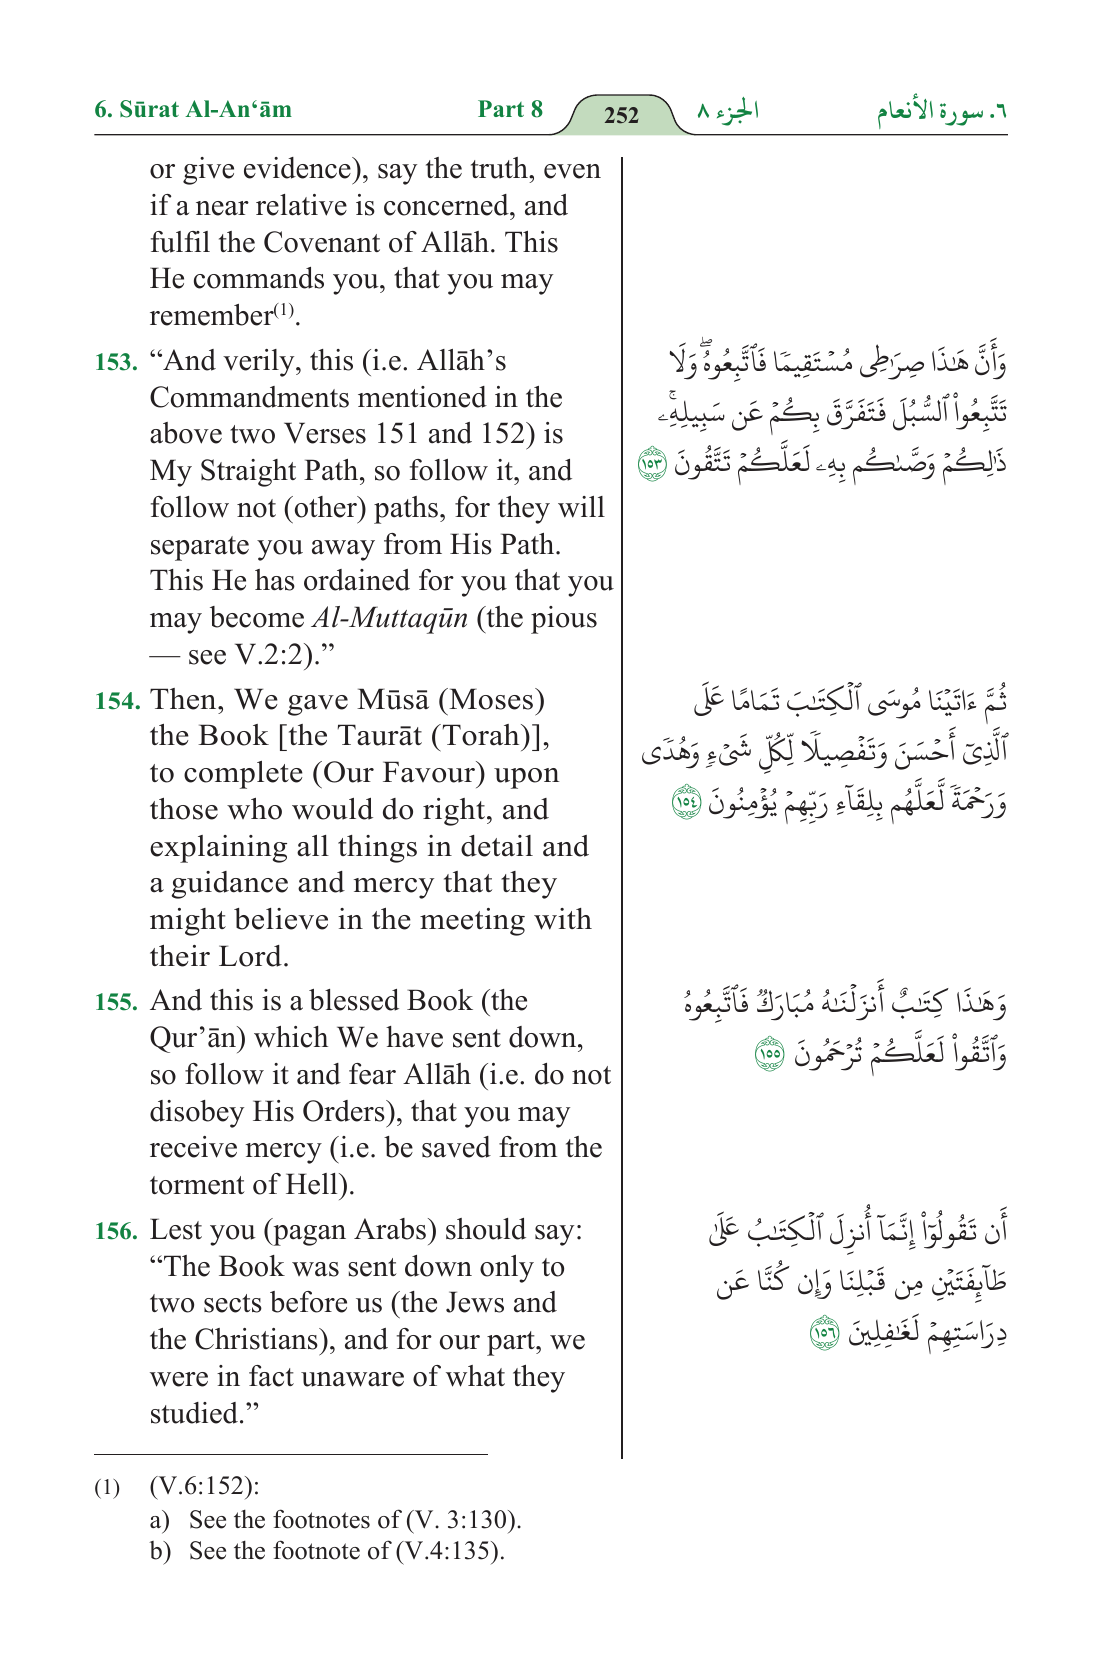 6. Sūrat Al-An‘ām Part 8 252 الجزء ٨ ٦. سورة الأنعام
or give evidence), say the truth, even
if a near relative is concerned, and
fulfil the Covenant of Allāh. This
He commands you, that you may
remember(1).
153. “And verily, this (i.e. Allāh’s
Commandments mentioned in the
above two Verses 151 and 152) is
My Straight Path, so follow it, and
follow not (other) paths, for they will
separate you away from His Path.
This He has ordained for you that you
may become Al-Muttaqūn (the pious
— see V.2:2).”
وَأَنَّ هَٰذَا صِرَٰطِى مُسْتَقِيمًا فَٱتَّبِعُوهُ ۖ وَلَا
تَتَّبِعُوا۟ ٱلسُّبُلَ فَتَفَرَّقَ بِكُمْ عَن سَبِيلِهِۦ ۚ
ذَٰلِكُمْ وَصَّىٰكُم بِهِۦ لَعَلَّكُمْ تَتَّقُونَ ١٥٣
154. Then, We gave Mūsā (Moses)
the Book [the Taurāt (Torah)],
to complete (Our Favour) upon
those who would do right, and
explaining all things in detail and
a guidance and mercy that they
might believe in the meeting with
their Lord.
ثُمَّ ءَاتَيْنَا مُوسَى ٱلْكِتَٰبَ تَمَامًا عَلَى
ٱلَّذِىٓ أَحْسَنَ وَتَفْصِيلًا لِّكُلِّ شَىْءٍ وَهُدًى
وَرَحْمَةً لَّعَلَّهُم بِلِقَآءِ رَبِّهِمْ يُؤْمِنُونَ ١٥٤
155. And this is a blessed Book (the
Qur’ān) which We have sent down,
so follow it and fear Allāh (i.e. do not
disobey His Orders), that you may
receive mercy (i.e. be saved from the
torment of Hell).
وَهَٰذَا كِتَٰبٌ أَنزَلْنَٰهُ مُبَارَكٌ فَٱتَّبِعُوهُ
وَٱتَّقُوا۟ لَعَلَّكُمْ تُرْحَمُونَ ١٥٥
156. Lest you (pagan Arabs) should say:
“The Book was sent down only to
two sects before us (the Jews and
the Christians), and for our part, we
were in fact unaware of what they
studied.”
أَن تَقُولُوٓا۟ إِنَّمَآ أُنزِلَ ٱلْكِتَٰبُ عَلَىٰ
طَآئِفَتَيْنِ مِن قَبْلِنَا وَإِن كُنَّا عَن
دِرَاسَتِهِمْ لَغَٰفِلِينَ ١٥٦
(1) (V.6:152):
a) See the footnotes of (V. 3:130).
b) See the footnote of (V.4:135).